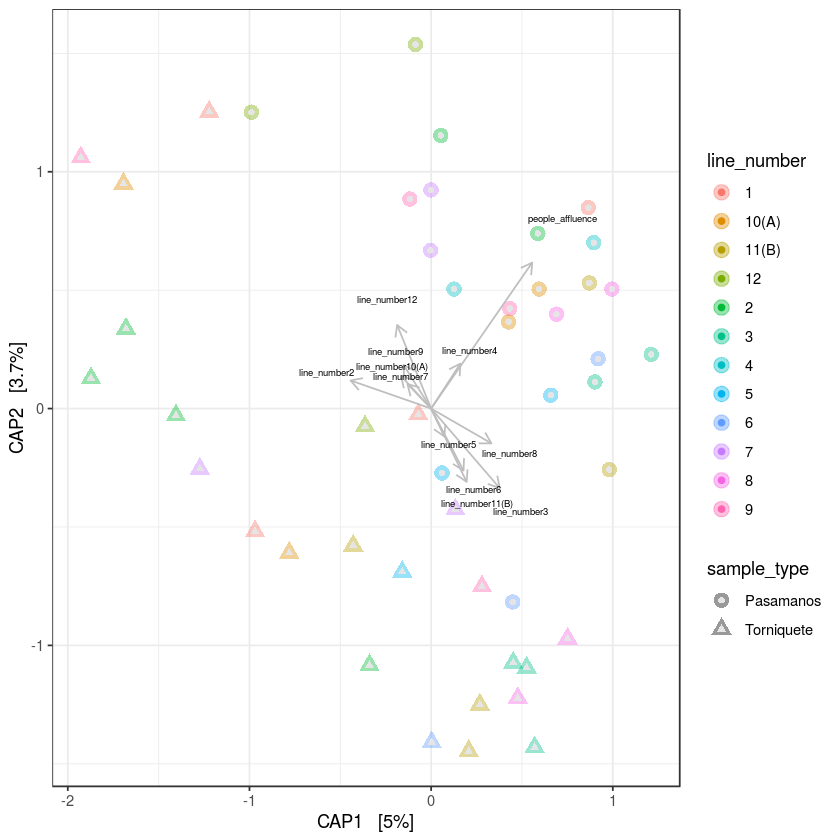 line_number
1
10(A)
11(B)
12
2
3
4
5
6
7
8
9
sample_type
Pasamanos
Torniquete
people_affluence
line_number12
line_number9
line_number4
line_number10(A)
line_number2
line_number7
line_number5
line_number8
line_number6
line_number11(B)
line_number3
1
0
-1
-2
-1
0
1
CAP1 [5%]
CAP2 [3.7%]